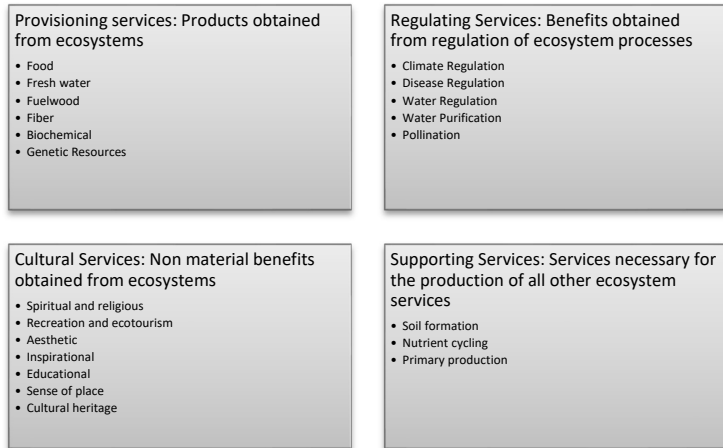 Provisioning services: Products obtained
from ecosystems
• Food
• Fresh water
• Fuelwood
• Fiber
• Biochemical
• Genetic Resources
Regulating Services: Benefits obtained
from regulation of ecosystem processes
• Climate Regulation
• Disease Regulation
• Water Regulation
• Water Purification
• Pollination
Cultural Services: Non material benefits
obtained from ecosystems
• Spiritual and religious
• Recreation and ecotourism
• Aesthetic
• Inspirational
• Educational
• Sense of place
• Cultural heritage
Supporting Services: Services necessary for
the production of all other ecosystem
services
• Soil formation
• Nutrient cycling
• Primary production